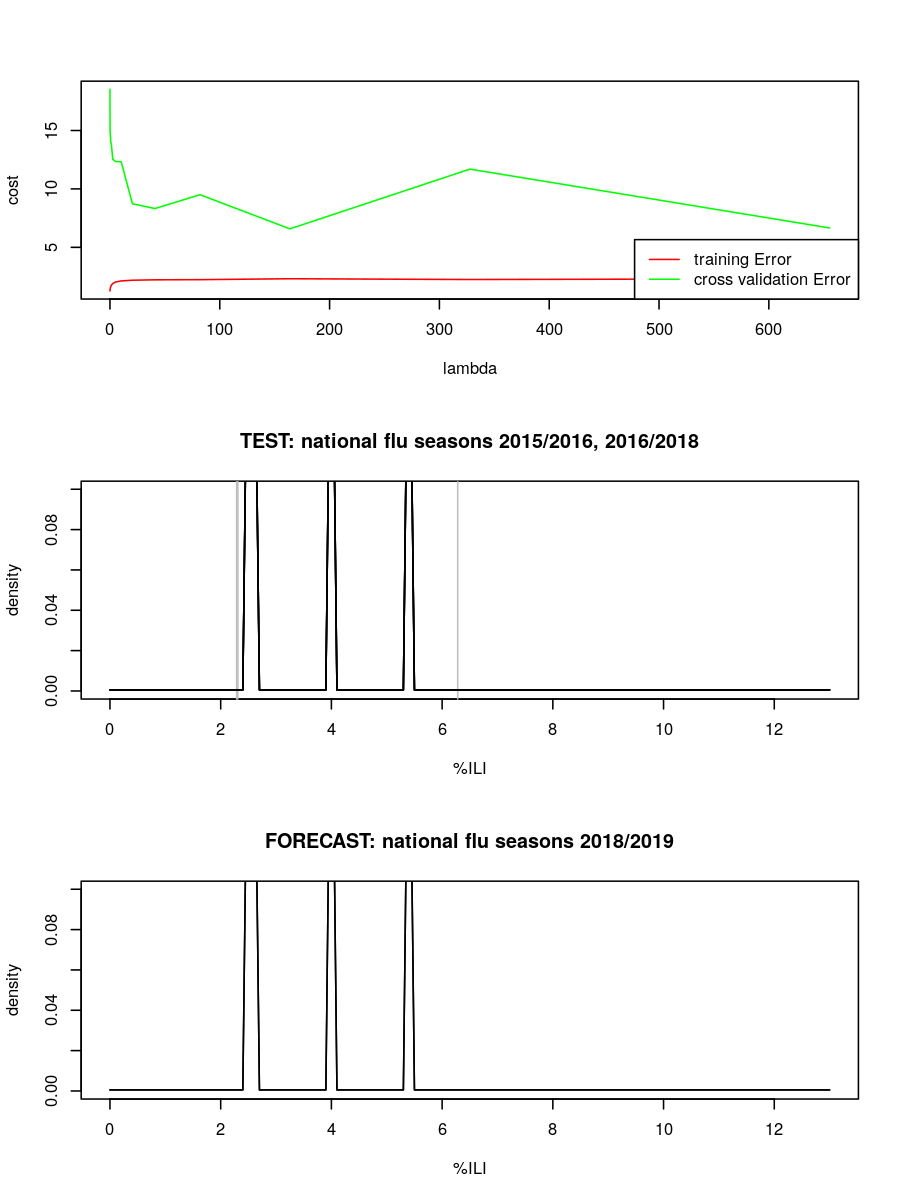 15
10
5
cost
training Error
cross validation Error
0 100 200 300 400 500 600
lambda
TEST: national flu seasons 2015/2016, 2016/2018
0.08
0.04
0.00
density
0 2 4 6 8 10 12
%ILI
FORECAST: national flu seasons 2018/2019
0.08
0.04
0.00
density
0 2 4 6 8 10 12
%ILI